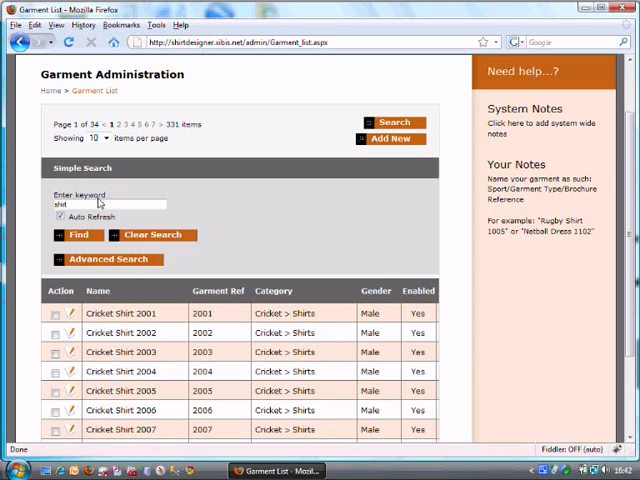 Garment List - Mozilla Firefox
File Edit View History Bookmarks Tools Help
http://shirtdesigner.xibis.net/admin/Garment_list.aspx
Google
Garment Administration
Home > Garment List
Page 1 of 34 < 1 2 3 4 5 6 7 > 331 items
Showing 10 items per page
Search
Add New
Simple Search
Enter keyword
shirt
Auto Refresh
Find
Clear Search
Advanced Search
Action Name Garment Ref Category Gender Enabled
Cricket Shirt 2001 2001 Cricket > Shirts Male Yes
Cricket Shirt 2002 2002 Cricket > Shirts Male Yes
Cricket Shirt 2003 2003 Cricket > Shirts Male Yes
Cricket Shirt 2004 2004 Cricket > Shirts Male Yes
Cricket Shirt 2005 2005 Cricket > Shirts Male Yes
Cricket Shirt 2006 2006 Cricket > Shirts Male Yes
Cricket Shirt 2007 2007 Cricket > Shirts Male Yes
Need help...?
System Notes
Click here to add system wide
notes
Your Notes
Name your garment as such:
Sport/Garment Type/Brochure
Reference
For example: "Rugby Shirt
1005" or "Netball Dress 1102"
Done
Fiddler: OFF (auto)
Garment List - Moz...
16:42